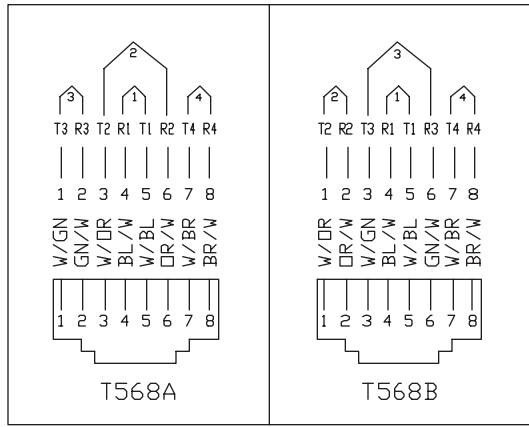 2
3
1
4
T3 R3 T2 R1 T1 R2 T4 R4
1 2 3 4 5 6 7 8
W/GN
GN/W
W/OR
BL/W
W/BL
OR/W
W/BR
BR/W
1 2 3 4 5 6 7 8
T568A
3
2
1
4
T2 R2 T3 R1 T1 R3 T4 R4
1 2 3 4 5 6 7 8
W/OR
OR/W
W/GN
BL/W
W/BL
GN/W
W/BR
BR/W
1 2 3 4 5 6 7 8
T568B